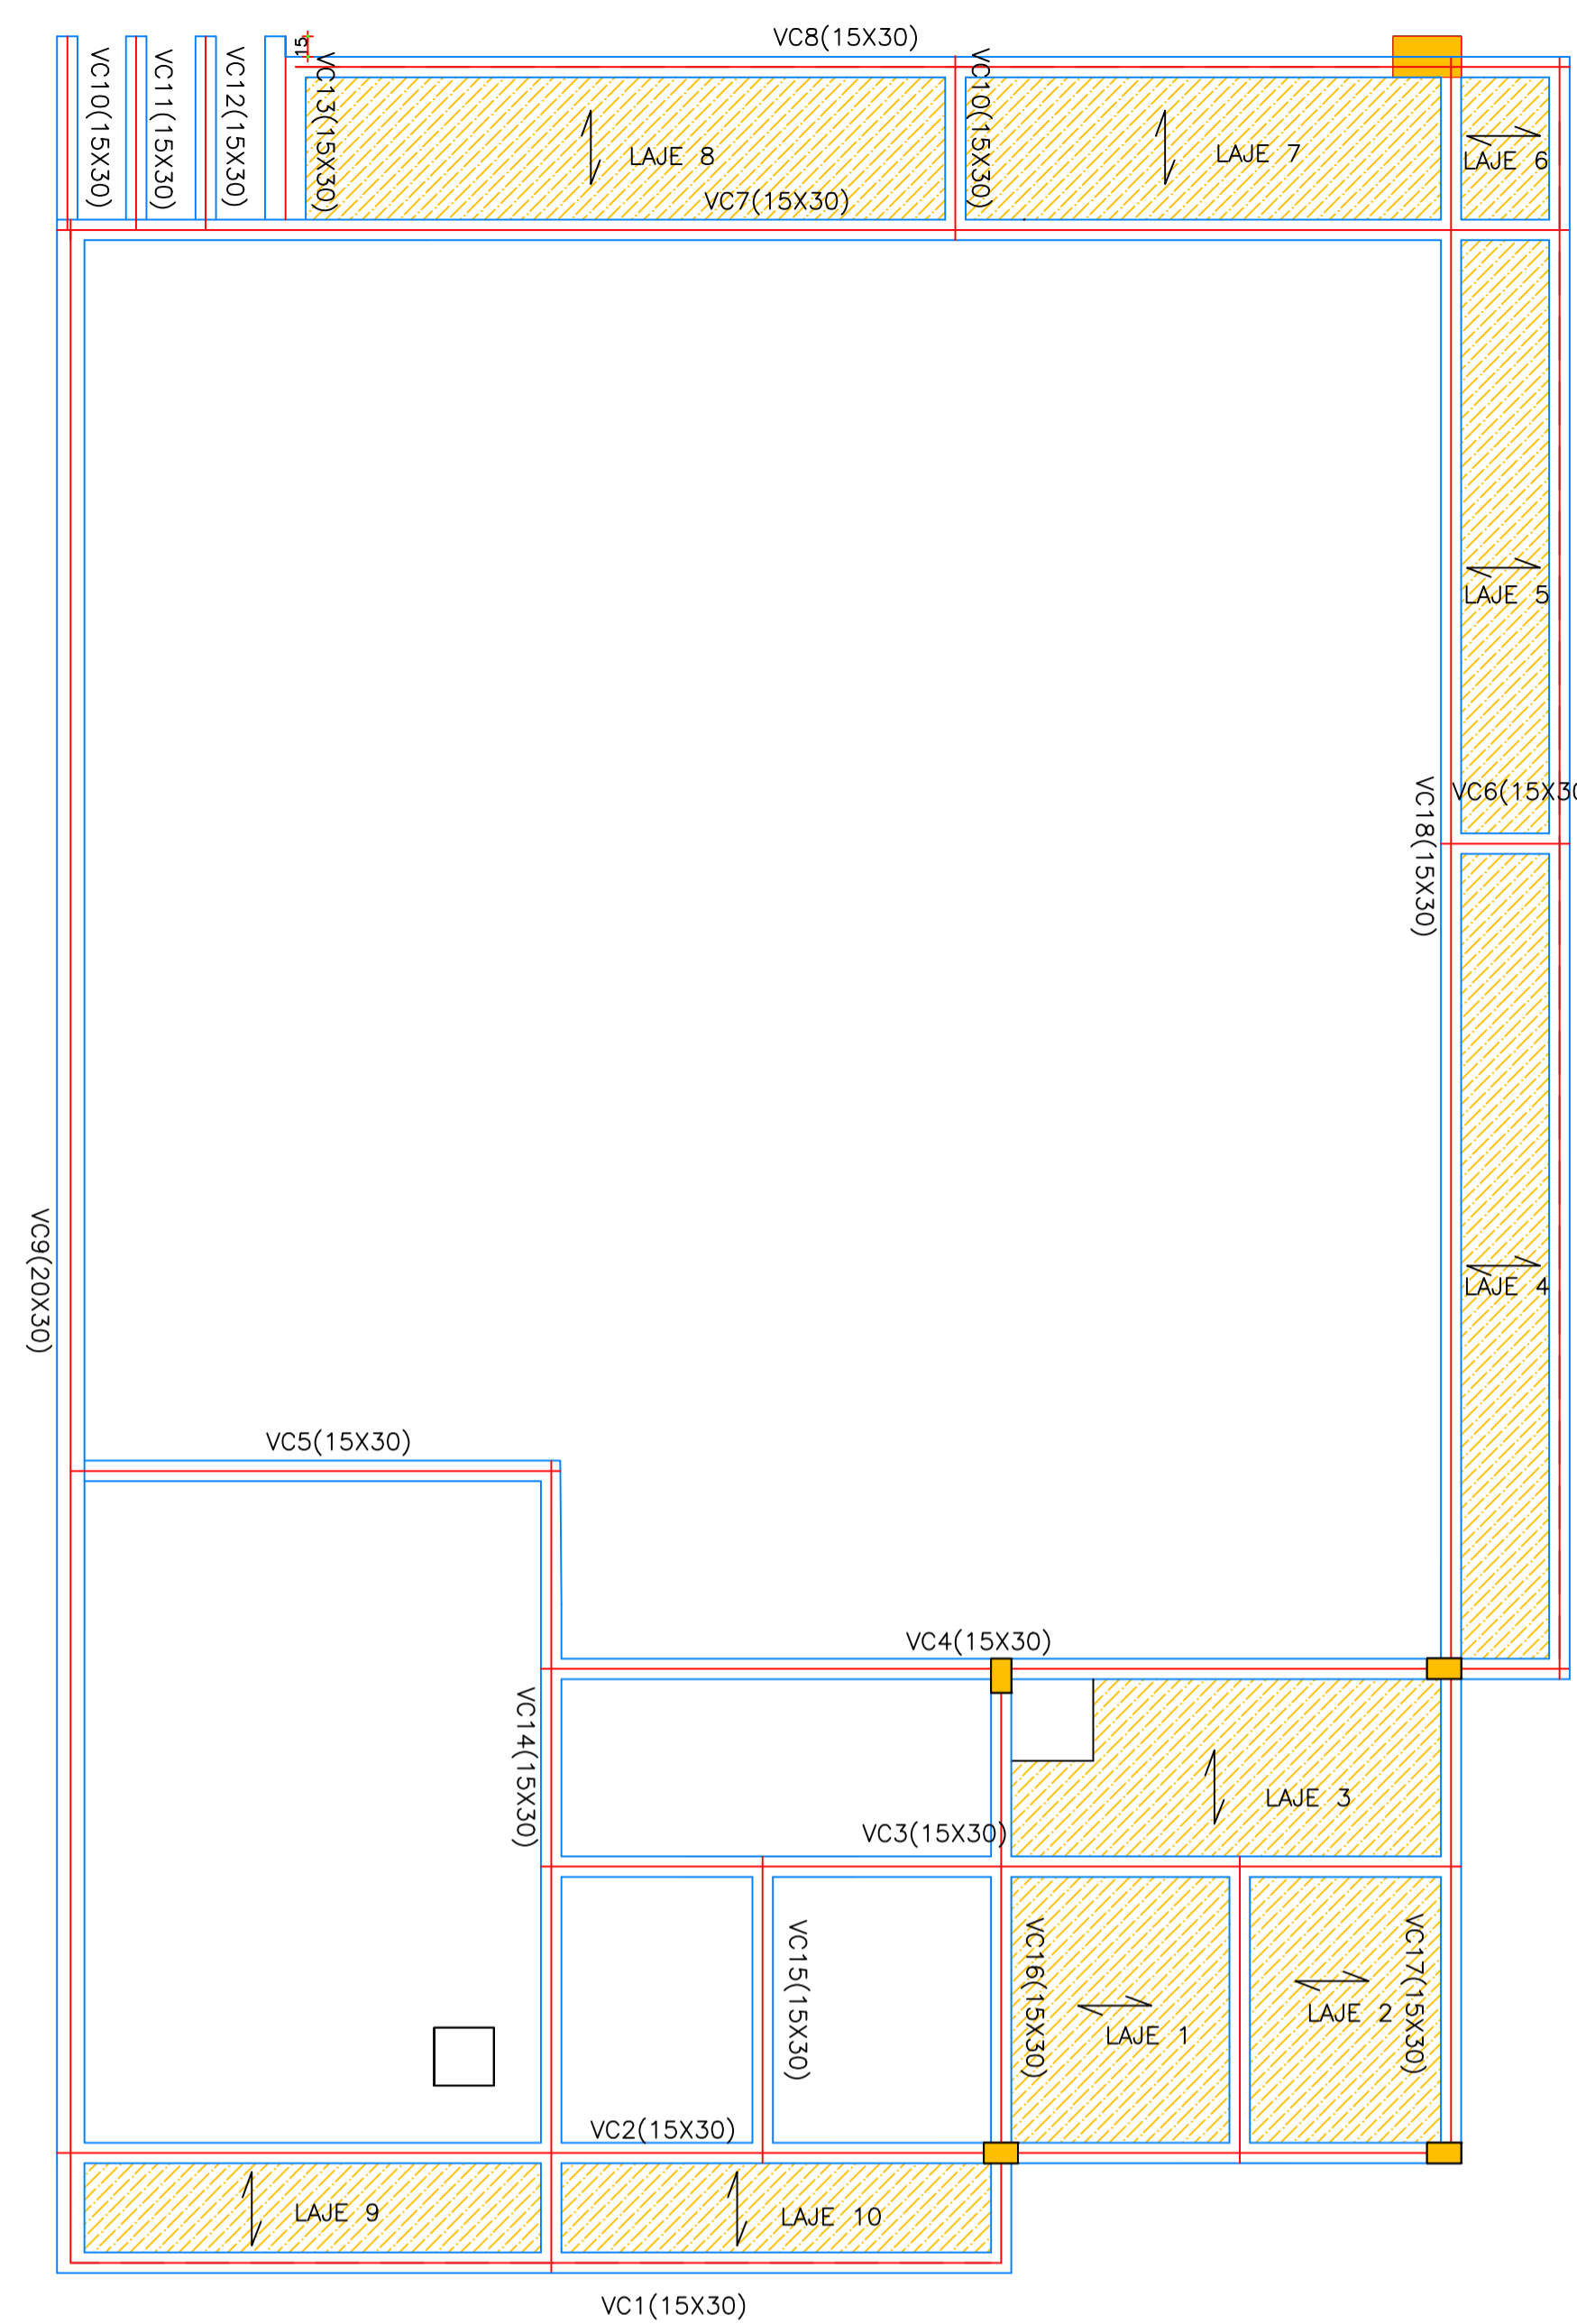 VC8(15X30)
15
VC10(15X30)
VC11(15X30)
VC12(15X30)
VC13(15X30)
VC10(15X30)
LAJE 8
LAJE 7
LAJE 6
VC7(15X30)
LAJE 5
VC6(15X30
VC18(15X30)
VC9(20X30)
LAJE 4
VC5(15X30)
VC4(15X30)
VC14(15X30)
LAJE 3
VC3(15X30)
VC15(15X30)
VC16(15X30)
VC17(15X30)
LAJE 2
LAJE 1
VC2(15X30)
LAJE 9
LAJE 10
VC1(15X30)